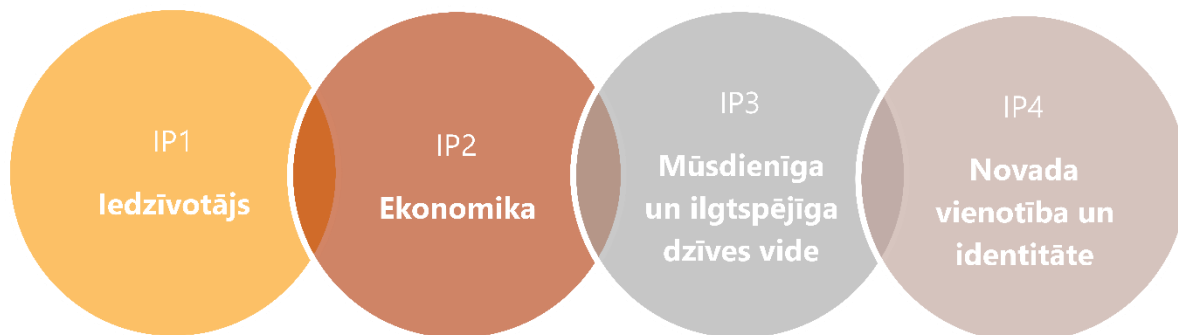 IP1
Iedzīvotājs
IP2
Ekonomika
IP3
Mūsdienīga
un ilgtspējīga
dzīves vide
IP4
Novada
vienotība un
identitāte